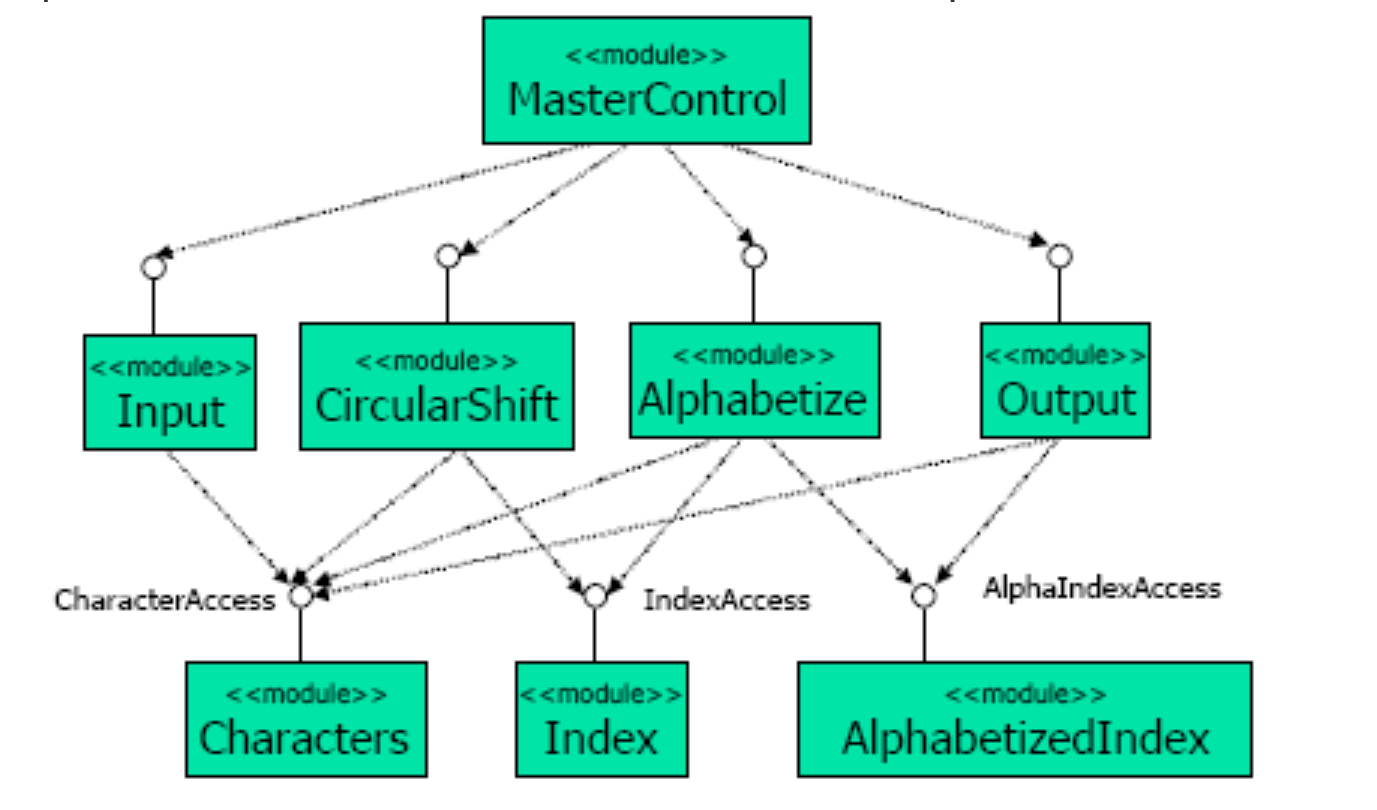 <<module>>
MasterControl
<<module>>
Input
<<module>>
CircularShift
<<module>>
Alphabetize
<<module>>
Output
CharacterAccess
IndexAccess
AlphaIndexAccess
<<module>>
Characters
<<module>>
Index
<<module>>
AlphabetizedIndex